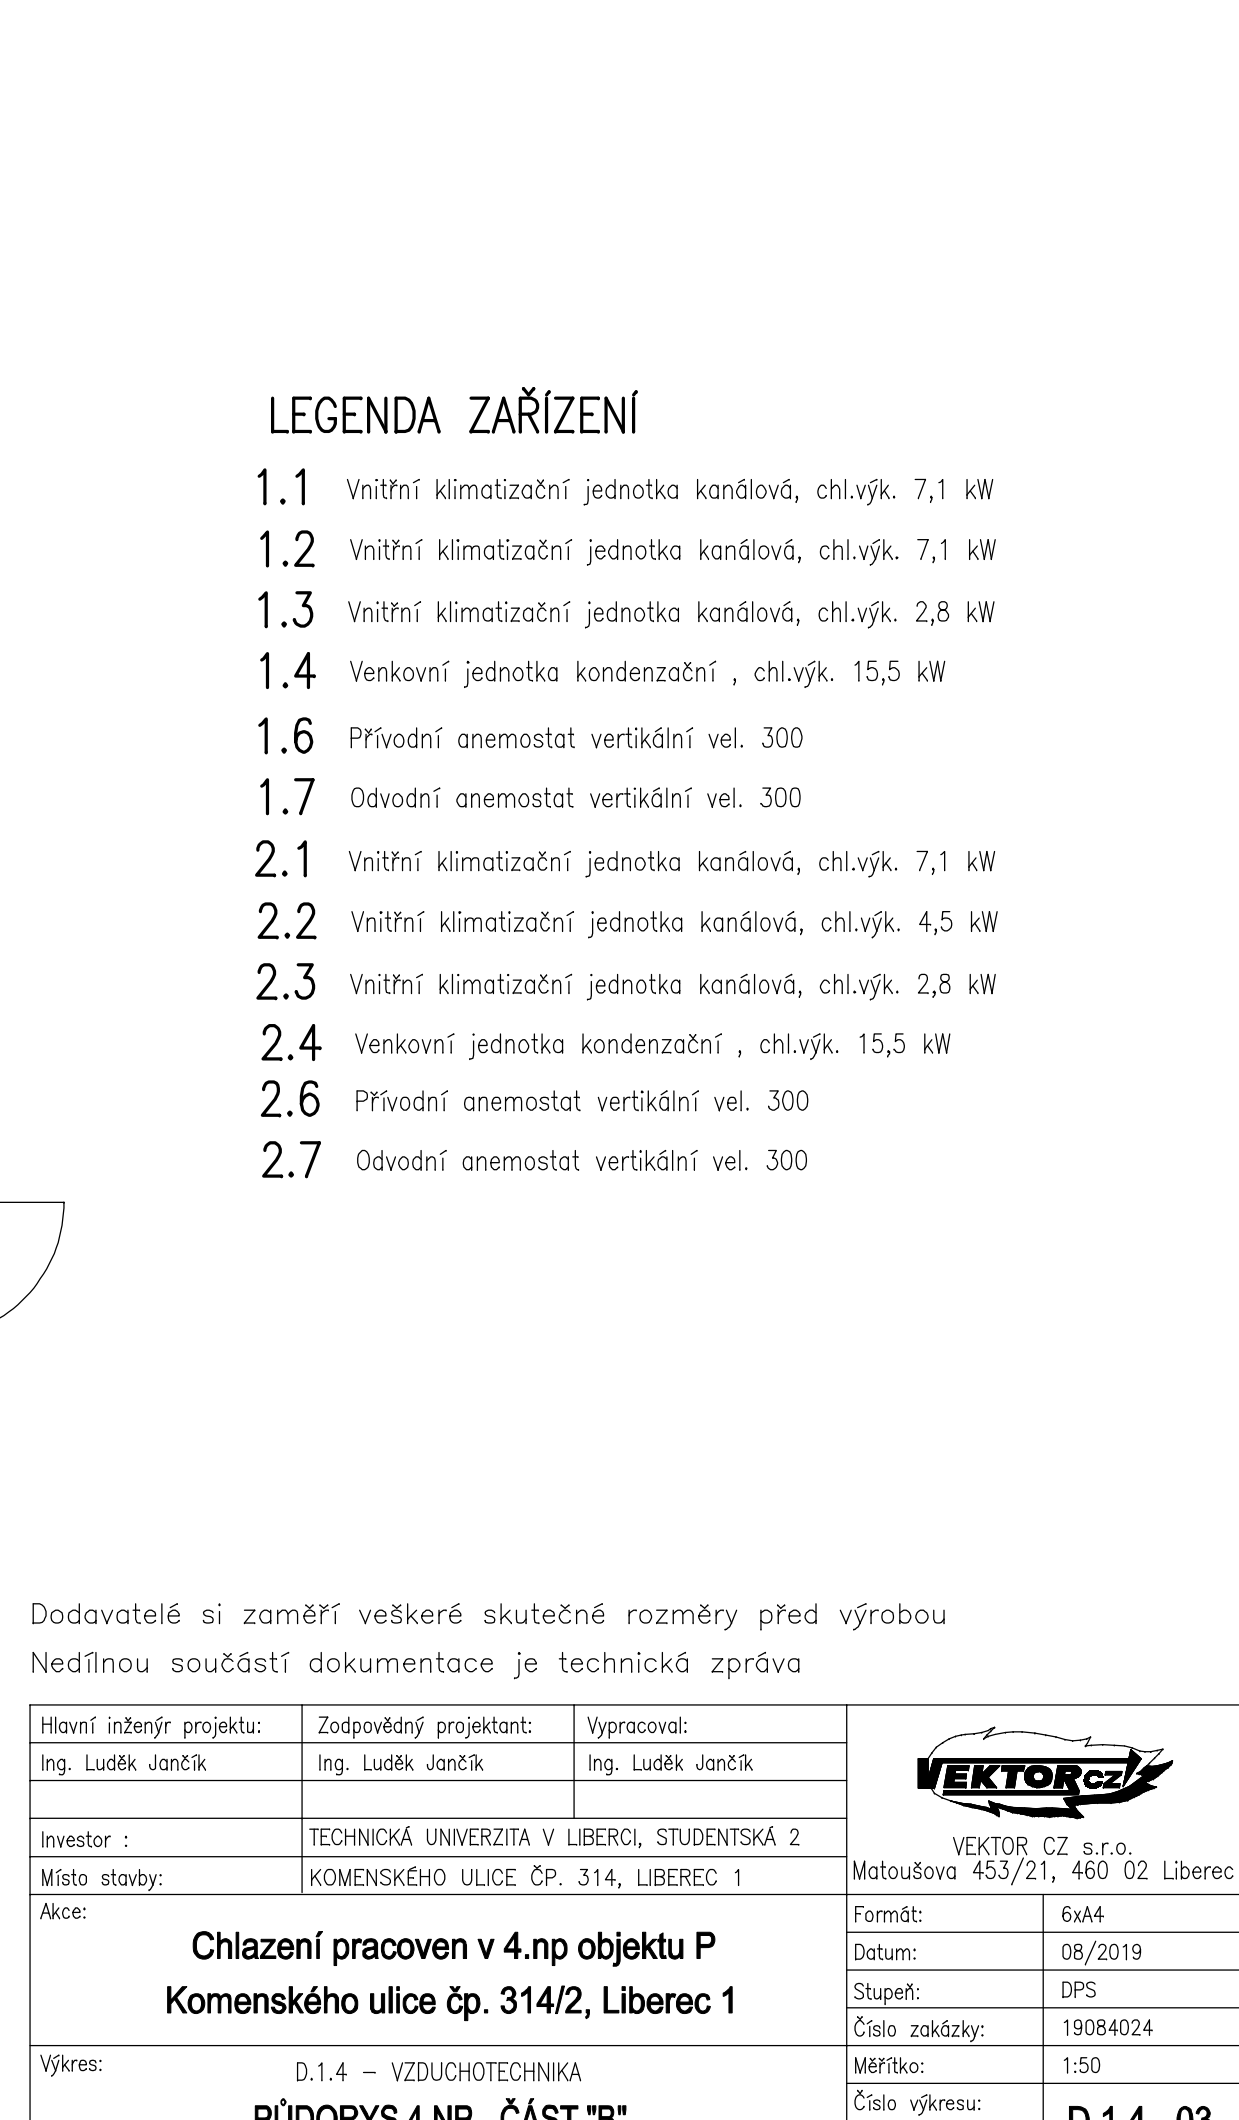 LEGENDA ZAŘÍZENÍ
1.1 Vnitřní klimatizační jednotka kanálová, chl.výk. 7,1 kW
1.2 Vnitřní klimatizační jednotka kanálová, chl.výk. 7,1 kW
1.3 Vnitřní klimatizační jednotka kanálová, chl.výk. 2,8 kW
1.4 Venkovní jednotka kondenzační , chl.výk. 15,5 kW
1.6 Přívodní anemostat vertikální vel. 300
1.7 Odvodní anemostat vertikální vel. 300
2.1 Vnitřní klimatizační jednotka kanálová, chl.výk. 7,1 kW
2.2 Vnitřní klimatizační jednotka kanálová, chl.výk. 4,5 kW
2.3 Vnitřní klimatizační jednotka kanálová, chl.výk. 2,8 kW
2.4 Venkovní jednotka kondenzační , chl.výk. 15,5 kW
2.6 Přívodní anemostat vertikální vel. 300
2.7 Odvodní anemostat vertikální vel. 300
Dodavatelé si zaměří veškeré skutečné rozměry před výrobou
Nedílnou součástí dokumentace je technická zpráva
Hlavní inženýr projektu: Zodpovědný projektant: Vypracoval:
Ing. Luděk Jančík Ing. Luděk Jančík Ing. Luděk Jančík
VEKTOR CZ
Investor : TECHNICKÁ UNIVERZITA V LIBERCI, STUDENTSKÁ 2
VEKTOR CZ s.r.o.
Místo stavby: KOMENSKÉHO ULICE ČP. 314, LIBEREC 1
Matoušova 453/21, 460 02 Liberec
Akce:
Chlazení pracoven v 4.np objektu P
Komenského ulice čp. 314/2, Liberec 1
Formát: 6xA4
Datum: 08/2019
Stupeň: DPS
Číslo zakázky: 19084024
Měřítko: 1:50
Výkres: D.1.4 – VZDUCHOTECHNIKA
PŮDORYS 4.NP, ČÁST "B"
Číslo výkresu: D.1.4.-03